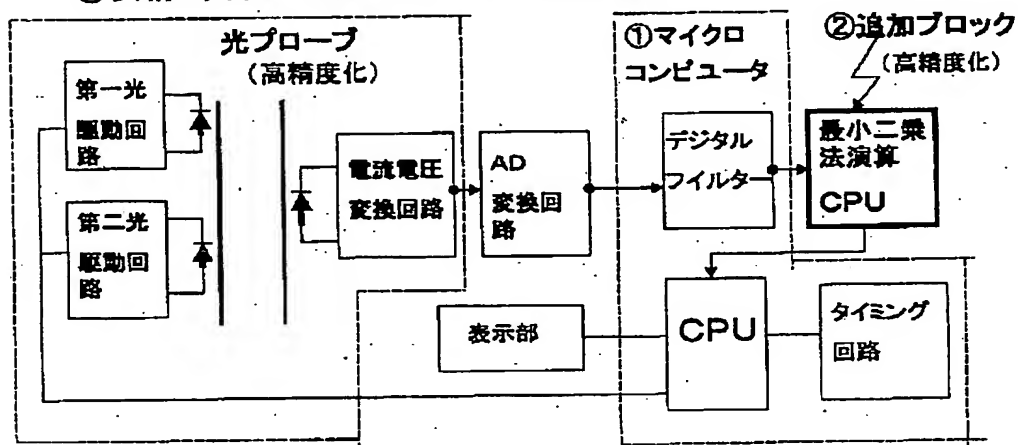 光プローブ
(高精度化)
第一光
駆動回
路
第二光
駆動回
路
電流電圧
変換回路
AD
変換回
路
①マイクロ
コンピュータ
デジタル
フィルター
②追加ブロック
(高精度化)
最小二乗
法演算
CPU
表示部
CPU
タイミング
回路